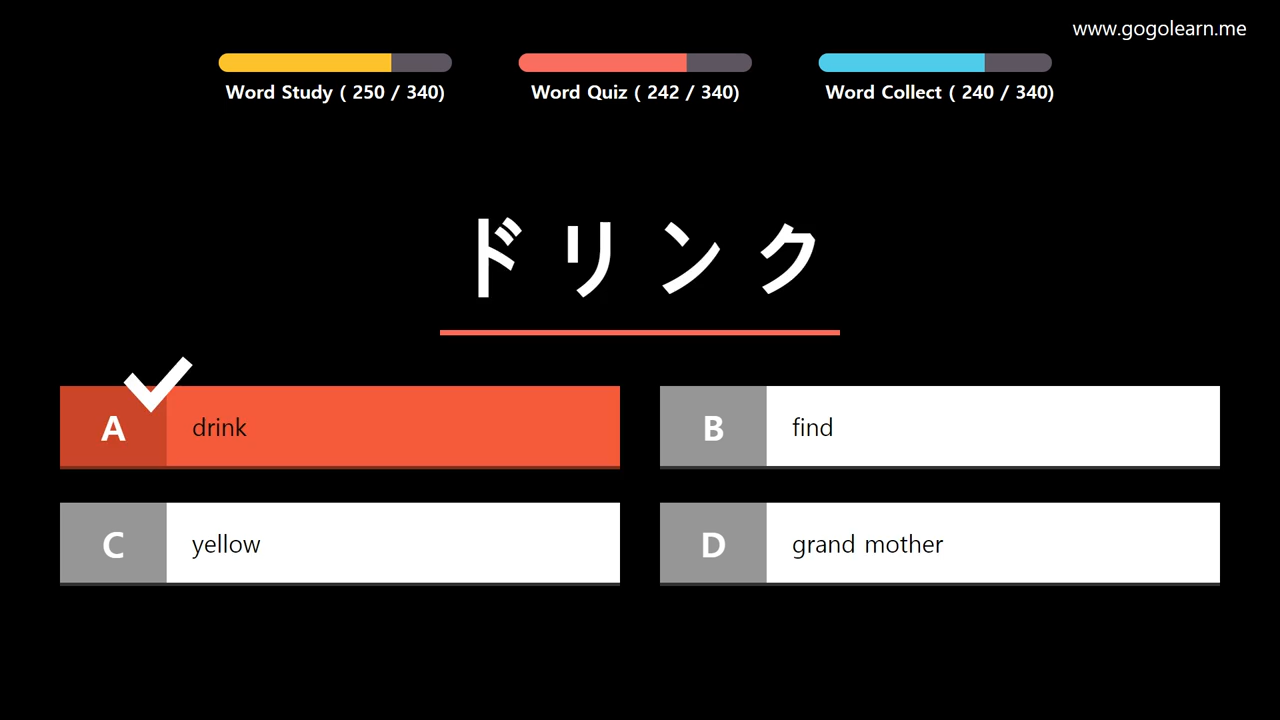 www.gogolearn.me
Word Study ( 250 / 340)
Word Quiz ( 242 / 340)
Word Collect ( 240 / 340)
ドリンク
A drink
B find
C yellow
D grand mother